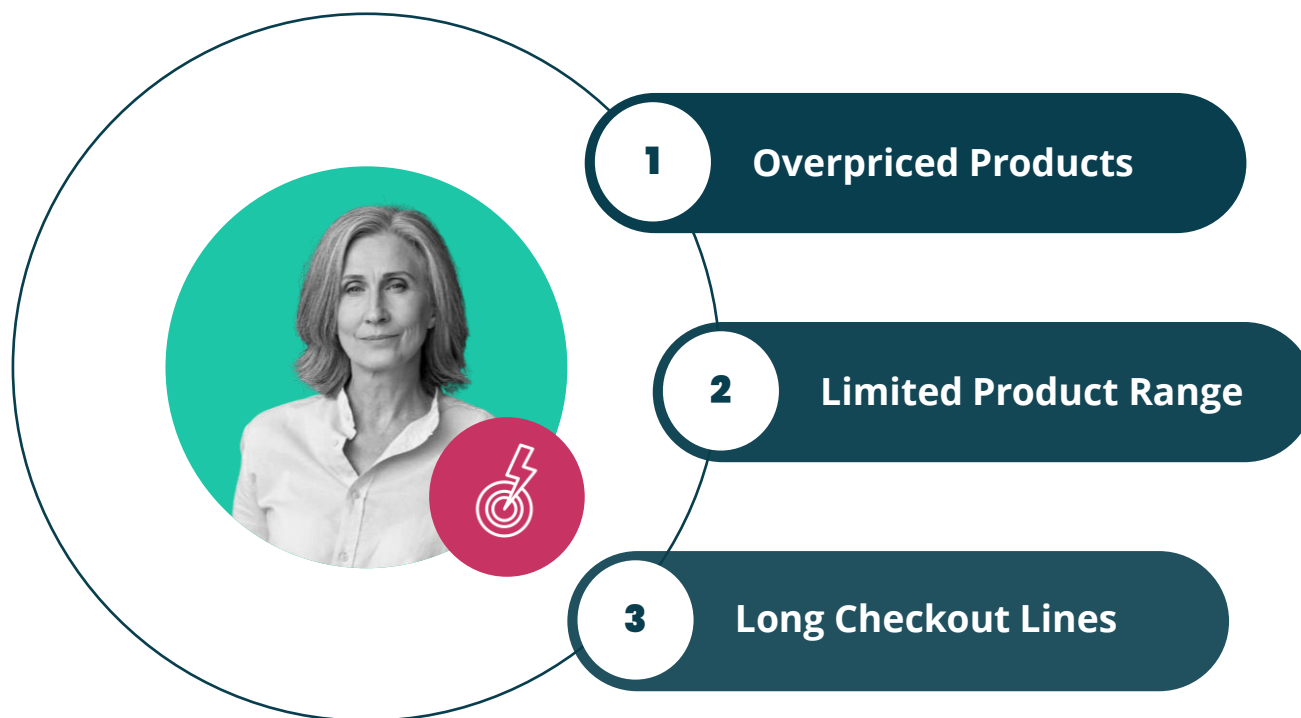 1
Overpriced Products
2
Limited Product Range
3
Long Checkout Lines